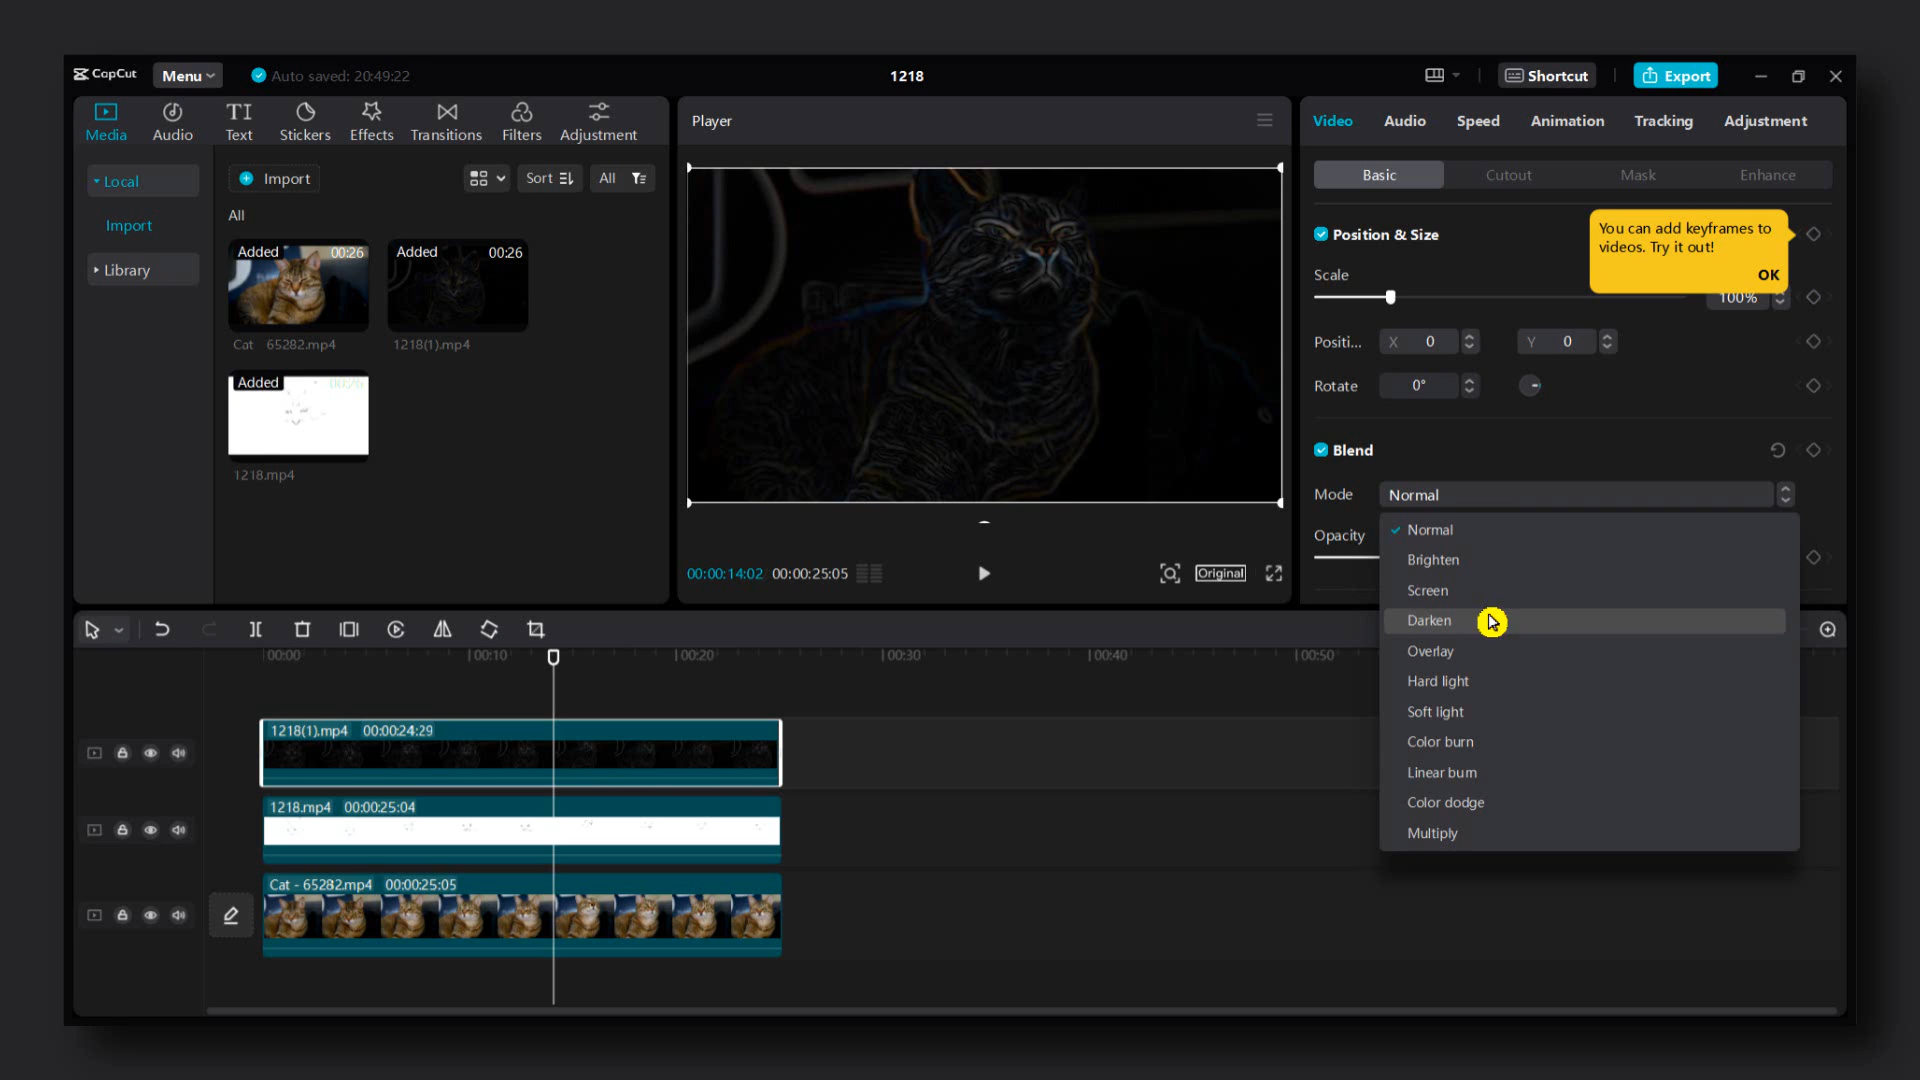 CapCut
Menu
Auto saved: 20:49:22
1218
Shortcut
Export
Media
Audio
Text
Stickers
Effects
Transitions
Filters
Adjustment
Local
Import
Library
Import
Sort
All
All
Added 00:26
Cat 65282.mp4
Added 00:26
1218(1).mp4
Added 00:26
1218.mp4
Player
00:00:14:02 00:00:25:05
Original
Video
Audio
Speed
Animation
Tracking
Adjustment
Basic
Cutout
Mask
Enhance
Position & Size
You can add keyframes to
videos. Try it out!
OK
Scale
100%
Positi... X 0 Y 0
Rotate 0°
Blend
Mode Normal
Opacity
Normal
Brighten
Screen
Darken
Overlay
Hard light
Soft light
Color burn
Linear burn
Color dodge
Multiply
00:00 00:10 00:20 00:30 00:40 00:50
1218(1).mp4 00:00:24:29
1218.mp4 00:00:25:04
Cat - 65282.mp4 00:00:25:05